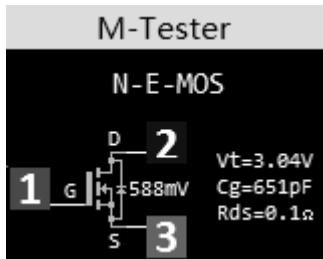 M-Tester
N-E-MOS
D 2
1 G 588mV
S 3
Vt=3.04V
Cg=651pF
Rds=0.1Ω